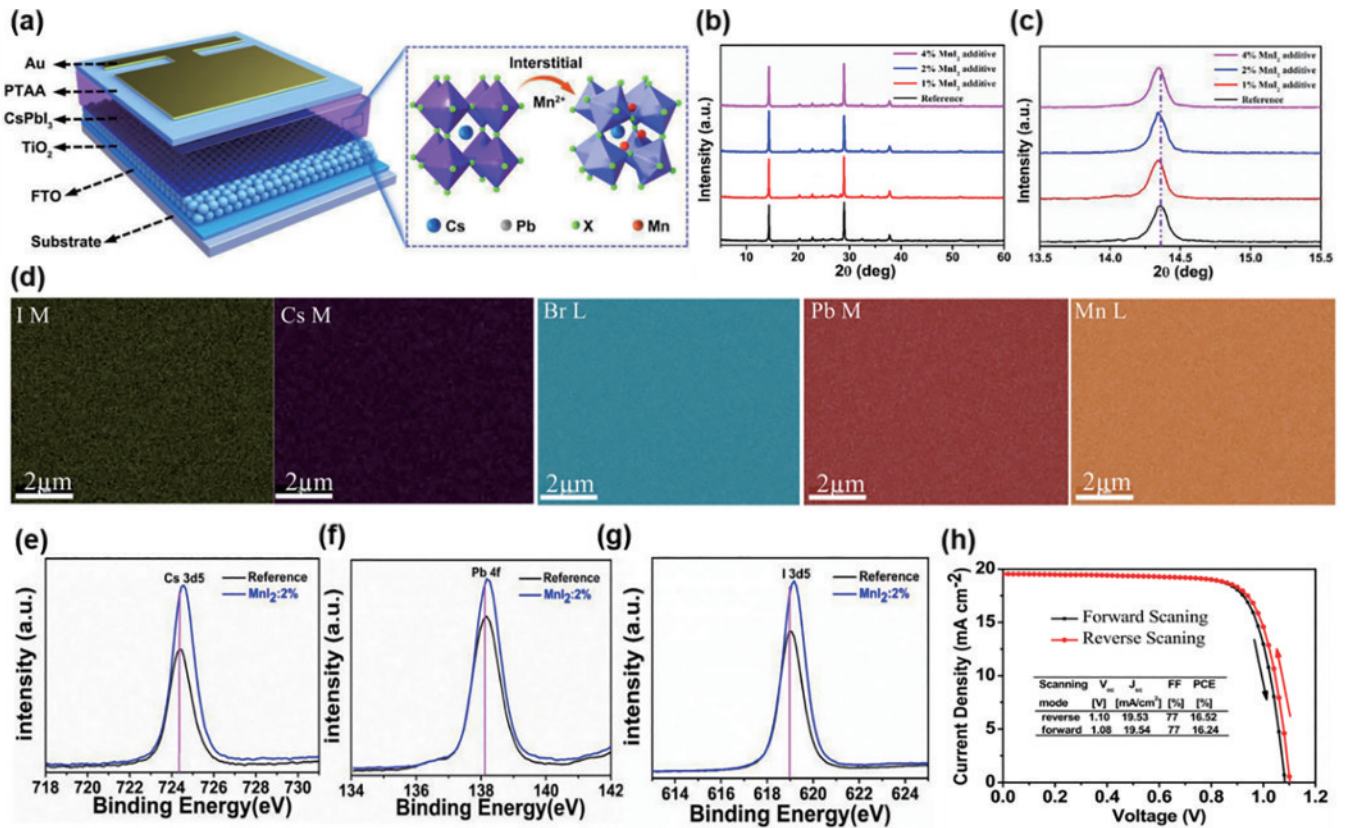 (a)
Au
PTAA
CsPbI₃
TiO₂
FTO
Substrate
Interstitial
Mn²⁺
Cs Pb X Mn
(b)
4% MnI₂ additive
2% MnI₂ additive
1% MnI₂ additive
Reference
Intensity (a.u.)
10 20 30 40 50 60
2θ (deg)
(c)
4% MnI₂ additive
2% MnI₂ additive
1% MnI₂ additive
Reference
Intensity (a.u.)
13.5 14.0 14.5 15.0 15.5
2θ (deg)
(d)
I M
2μm
Cs M
2μm
Br L
2μm
Pb M
2μm
Mn L
2μm
(e)
Cs 3d5
Reference
MnI₂:2%
intensity (a.u.)
718 720 722 724 726 728 730
Binding Energy(eV)
(f)
Pb 4f
Reference
MnI₂:2%
intensity (a.u.)
134 136 138 140 142
Binding Energy(eV)
(g)
I 3d5
Reference
MnI₂:2%
intensity (a.u.)
614 616 618 620 622 624
Binding Energy(eV)
(h)
20
15
10
5
0
Current Density (mA cm⁻²)
Forward Scaning
Reverse Scaning
Scanning Vₒc Jₛc FF PCE
mode [V] [mA/cm²] [%] [%]
reverse 1.10 19.53 77 16.52
forward 1.08 19.54 77 16.24
0.0 0.2 0.4 0.6 0.8 1.0 1.2
Voltage (V)